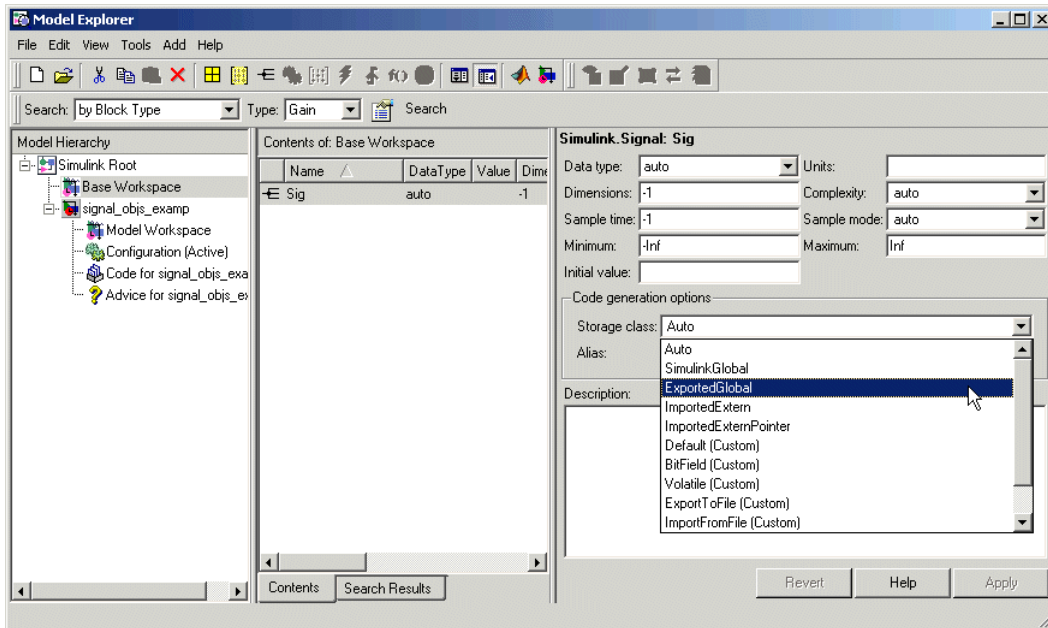 Model Explorer
File Edit View Tools Add Help
Search: by Block Type Type: Gain Search
Model Hierarchy
Simulink Root
Base Workspace
signal_objs_examp
Model Workspace
Configuration (Active)
Code for signal_objs_exa
Advice for signal_objs_e
Contents of: Base Workspace
Name DataType Value Dime
Sig auto -1
Contents Search Results
Simulink.Signal: Sig
Data type: auto Units:
Dimensions: -1 Complexity: auto
Sample time: -1 Sample mode: auto
Minimum: -Inf Maximum: Inf
Initial value:
Code generation options
Storage class: Auto
Alias:
Auto
SimulinkGlobal
ExportedGlobal
ImportedExtern
ImportedExternPointer
Default (Custom)
BitField (Custom)
Volatile (Custom)
ExportToFile (Custom)
ImportFromFile (Custom)
Description:
Revert Help Apply